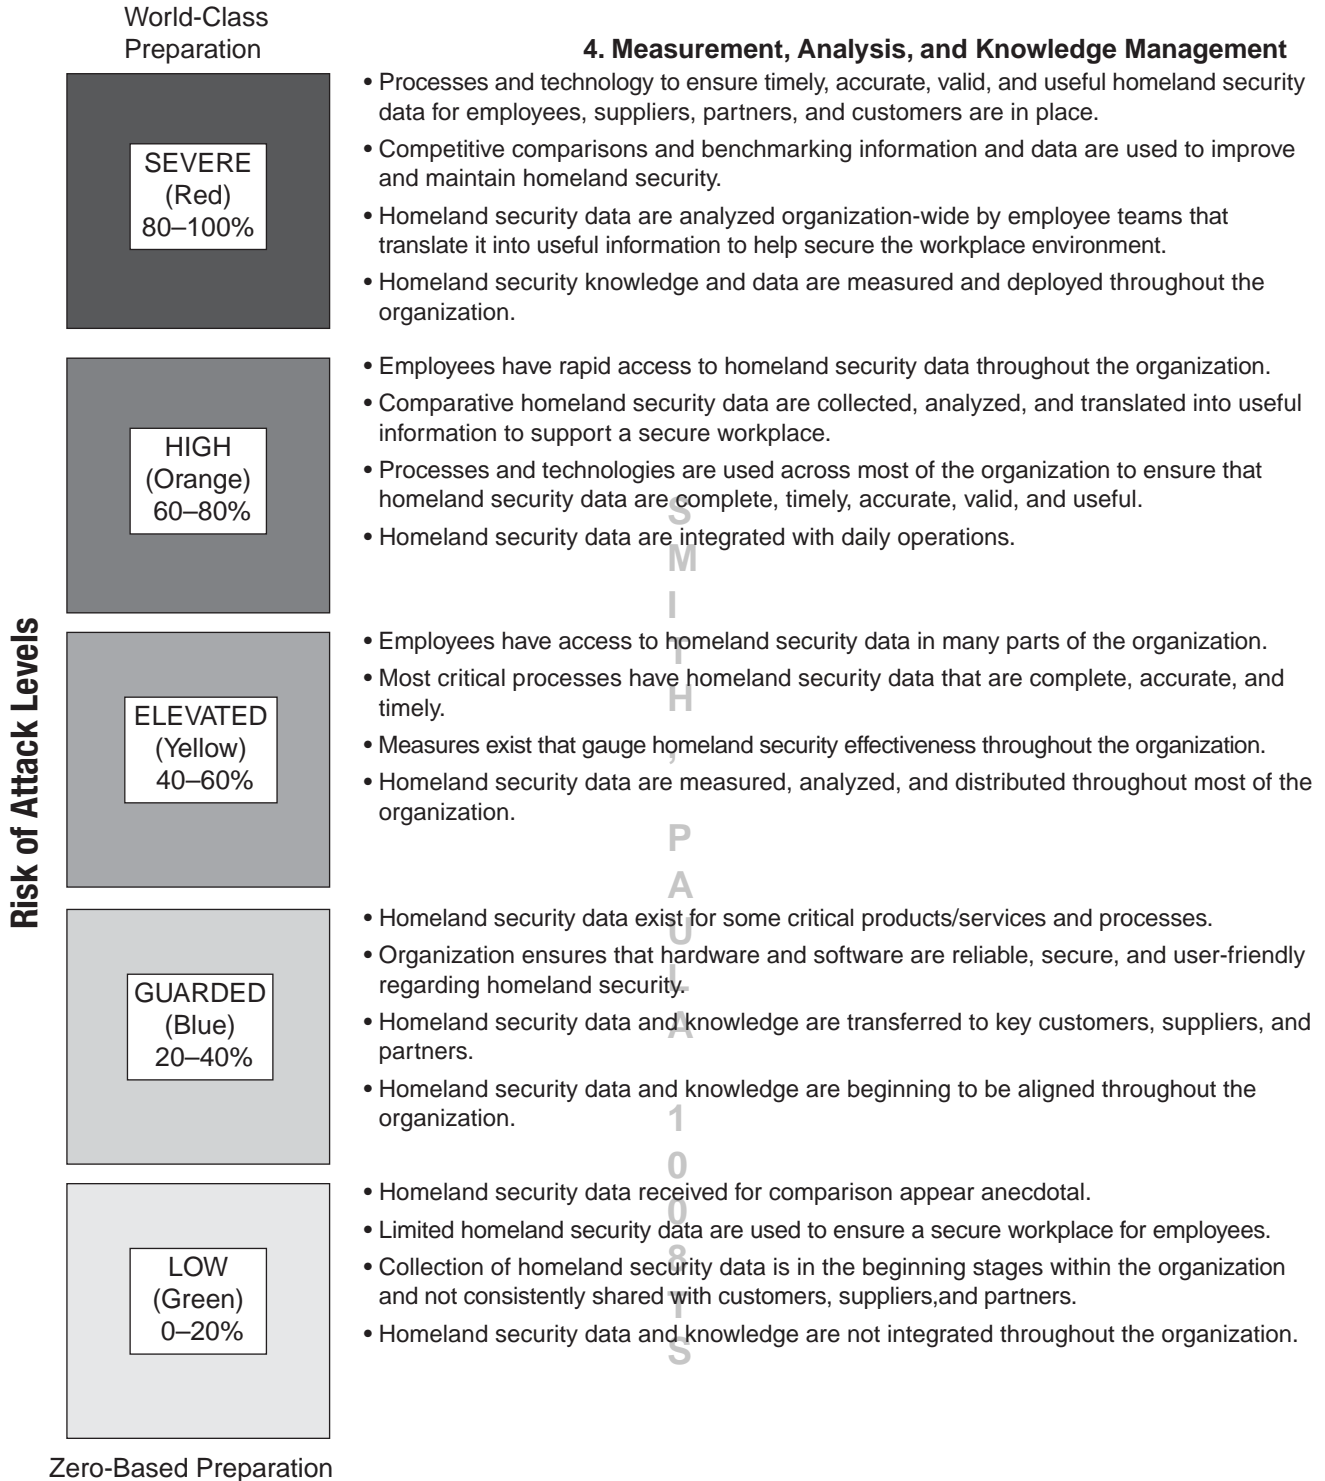 World-Class
Preparation
4. Measurement, Analysis, and Knowledge Management
Risk of Attack Levels
SEVERE
(Red)
80–100%
• Processes and technology to ensure timely, accurate, valid, and useful homeland security
data for employees, suppliers, partners, and customers are in place.
• Competitive comparisons and benchmarking information and data are used to improve
and maintain homeland security.
• Homeland security data are analyzed organization-wide by employee teams that
translate it into useful information to help secure the workplace environment.
• Homeland security knowledge and data are measured and deployed throughout the
organization.
HIGH
(Orange)
60–80%
• Employees have rapid access to homeland security data throughout the organization.
• Comparative homeland security data are collected, analyzed, and translated into useful
information to support a secure workplace.
• Processes and technologies are used across most of the organization to ensure that
homeland security data are complete, timely, accurate, valid, and useful.
• Homeland security data are integrated with daily operations.
ELEVATED
(Yellow)
40–60%
• Employees have access to homeland security data in many parts of the organization.
• Most critical processes have homeland security data that are complete, accurate, and
timely.
• Measures exist that gauge homeland security effectiveness throughout the organization.
• Homeland security data are measured, analyzed, and distributed throughout most of the
organization.
GUARDED
(Blue)
20–40%
• Homeland security data exist for some critical products/services and processes.
• Organization ensures that hardware and software are reliable, secure, and user-friendly
regarding homeland security.
• Homeland security data and knowledge are transferred to key customers, suppliers, and
partners.
• Homeland security data and knowledge are beginning to be aligned throughout the
organization.
LOW
(Green)
0–20%
• Homeland security data received for comparison appear anecdotal.
• Limited homeland security data are used to ensure a secure workplace for employees.
• Collection of homeland security data is in the beginning stages within the organization
and not consistently shared with customers, suppliers,and partners.
• Homeland security data and knowledge are not integrated throughout the organization.
Zero-Based Preparation
SMITH, PAULA 1008TS